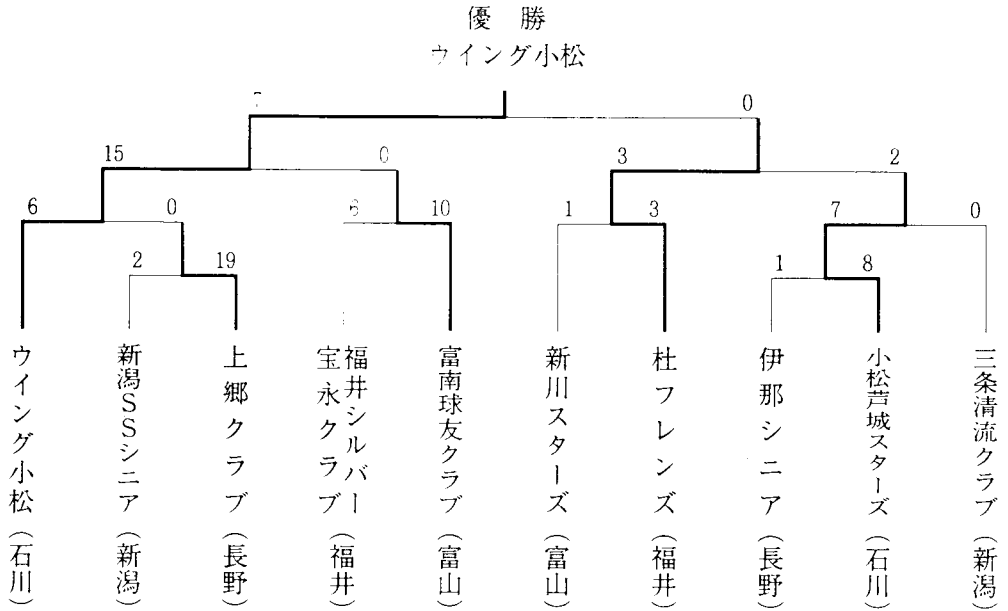 優勝
ウイング小松
0
15
0
3
2
6
0
6
10
1
3
7
0
2
19
1
8
ウイング小松（石川）
新潟SSシニア（新潟）
上郷クラブ（長野）
福井シルバー
宝永クラブ（福井）
富南球友クラブ（富山）
新川スターズ（富山）
杜フレンズ（福井）
伊那シニア（長野）
小松芦城スターズ（石川）
三条清流クラブ（新潟）